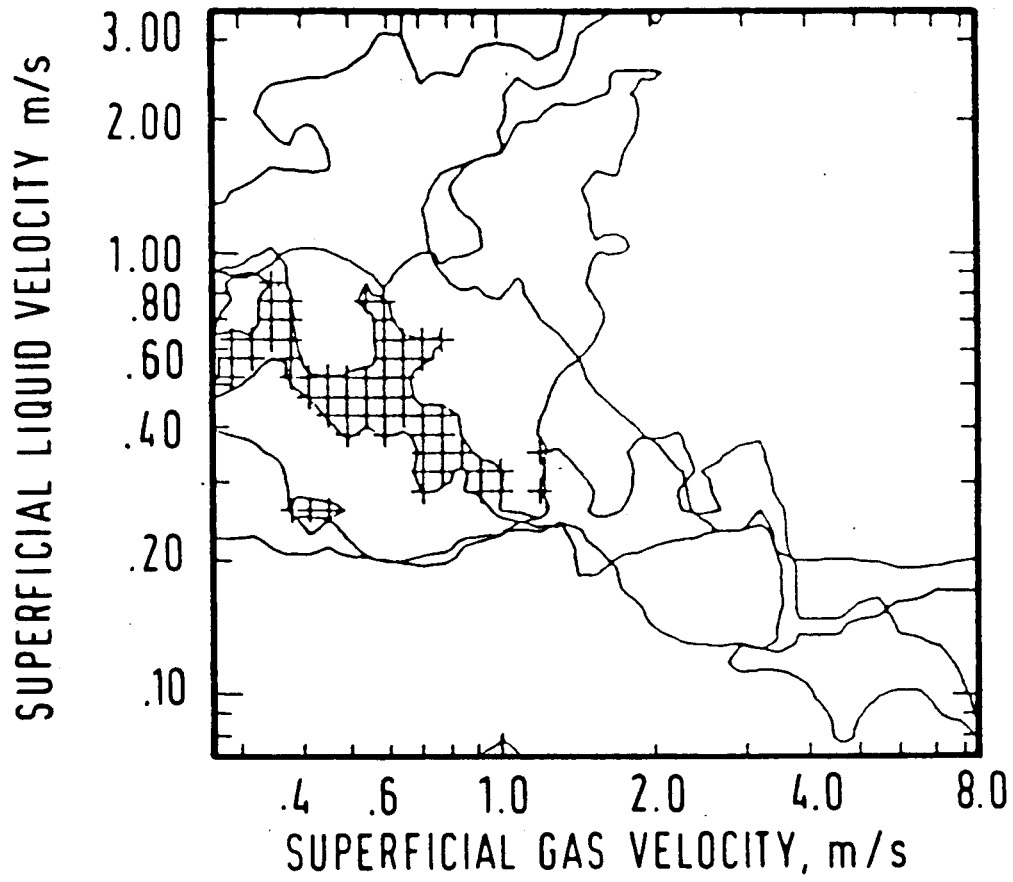 SUPERFICIAL LIQUID VELOCITY m/s
3.00
2.00
1.00
.80
.60
.40
.20
.10
.4 .6 1.0 2.0 4.0 8.0
SUPERFICIAL GAS VELOCITY, m/s